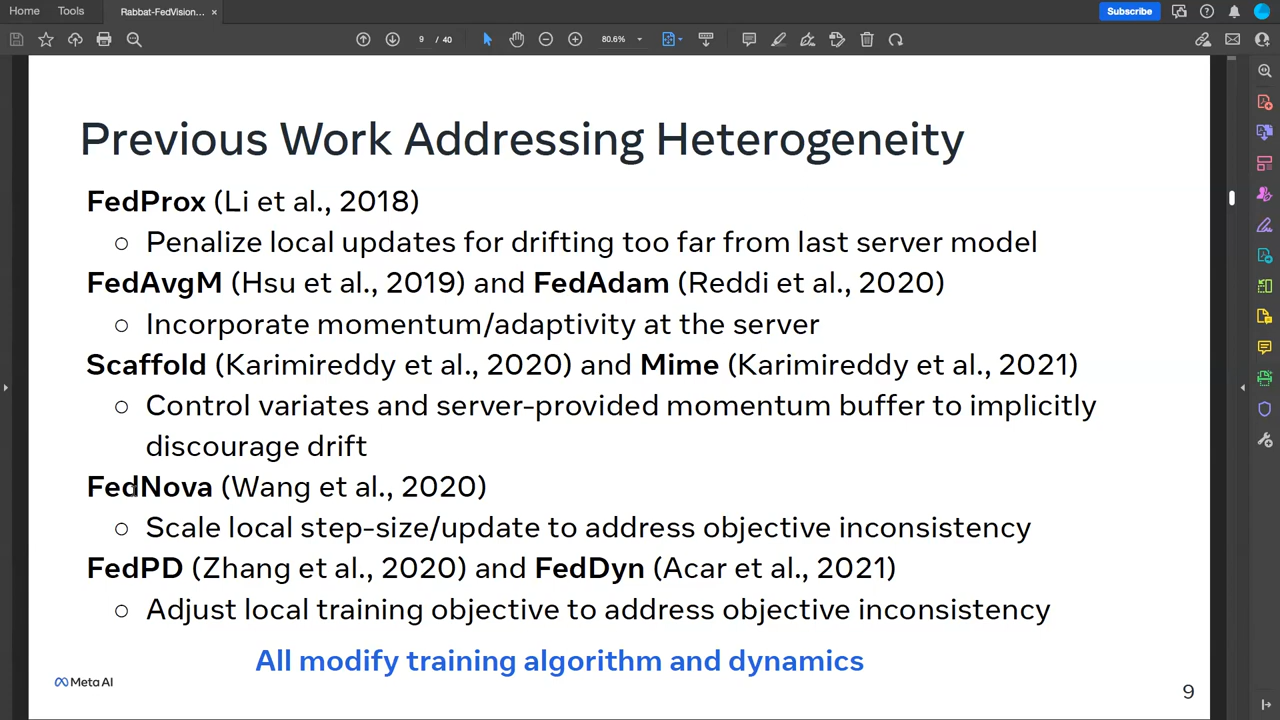 Home
Tools
Rabbat-FedVision...
×
Subscribe
9 / 40
80.6%
Previous Work Addressing Heterogeneity
FedProx (Li et al., 2018)
○ Penalize local updates for drifting too far from last server model
FedAvgM (Hsu et al., 2019) and FedAdam (Reddi et al., 2020)
○ Incorporate momentum/adaptivity at the server
Scaffold (Karimireddy et al., 2020) and Mime (Karimireddy et al., 2021)
○ Control variates and server-provided momentum buffer to implicitly
discourage drift
FedNova (Wang et al., 2020)
○ Scale local step-size/update to address objective inconsistency
FedPD (Zhang et al., 2020) and FedDyn (Acar et al., 2021)
○ Adjust local training objective to address objective inconsistency
All modify training algorithm and dynamics
Meta AI
9